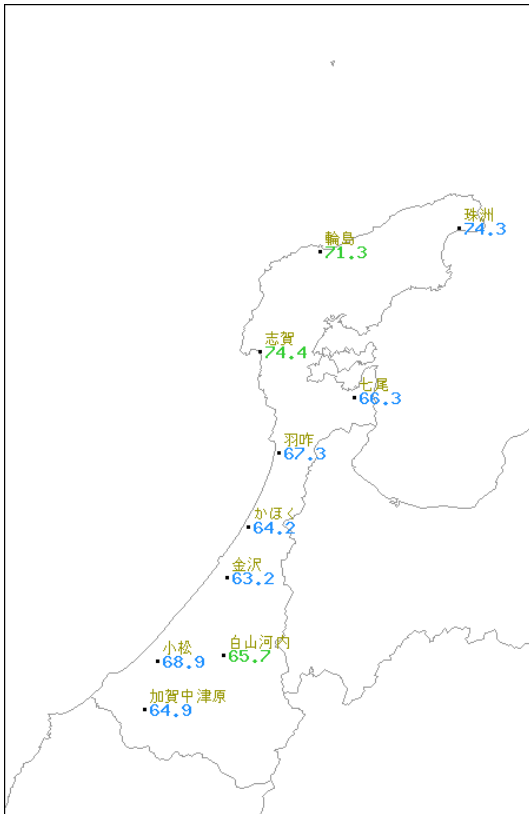 珠洲
74.3
輪島
71.3
志賀
74.4
七尾
66.3
羽咋
67.3
かほく
64.2
金沢
63.2
白山河内
65.7
小松
68.9
加賀中津原
64.9